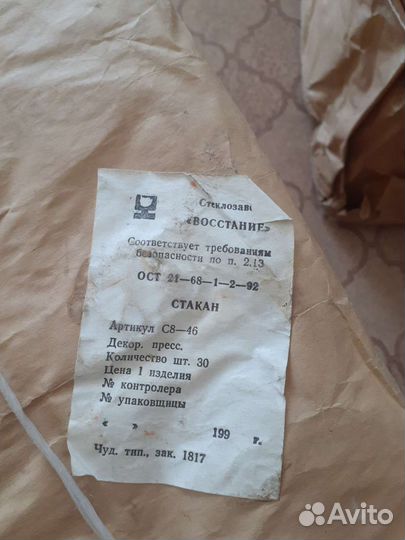 Стеклозав
«ВОССТАНИЕ»
Соответствует требованиям
безопасности по п. 2.13
ОСТ 21—68—1—2—92
СТАКАН
Артикул С8—46
Декор. пресс.
Количество шт. 30
Цена 1 изделия
№ контролера
№ упаковщицы
« » 199 г.
Чуд. тип., зак. 1817
Avito